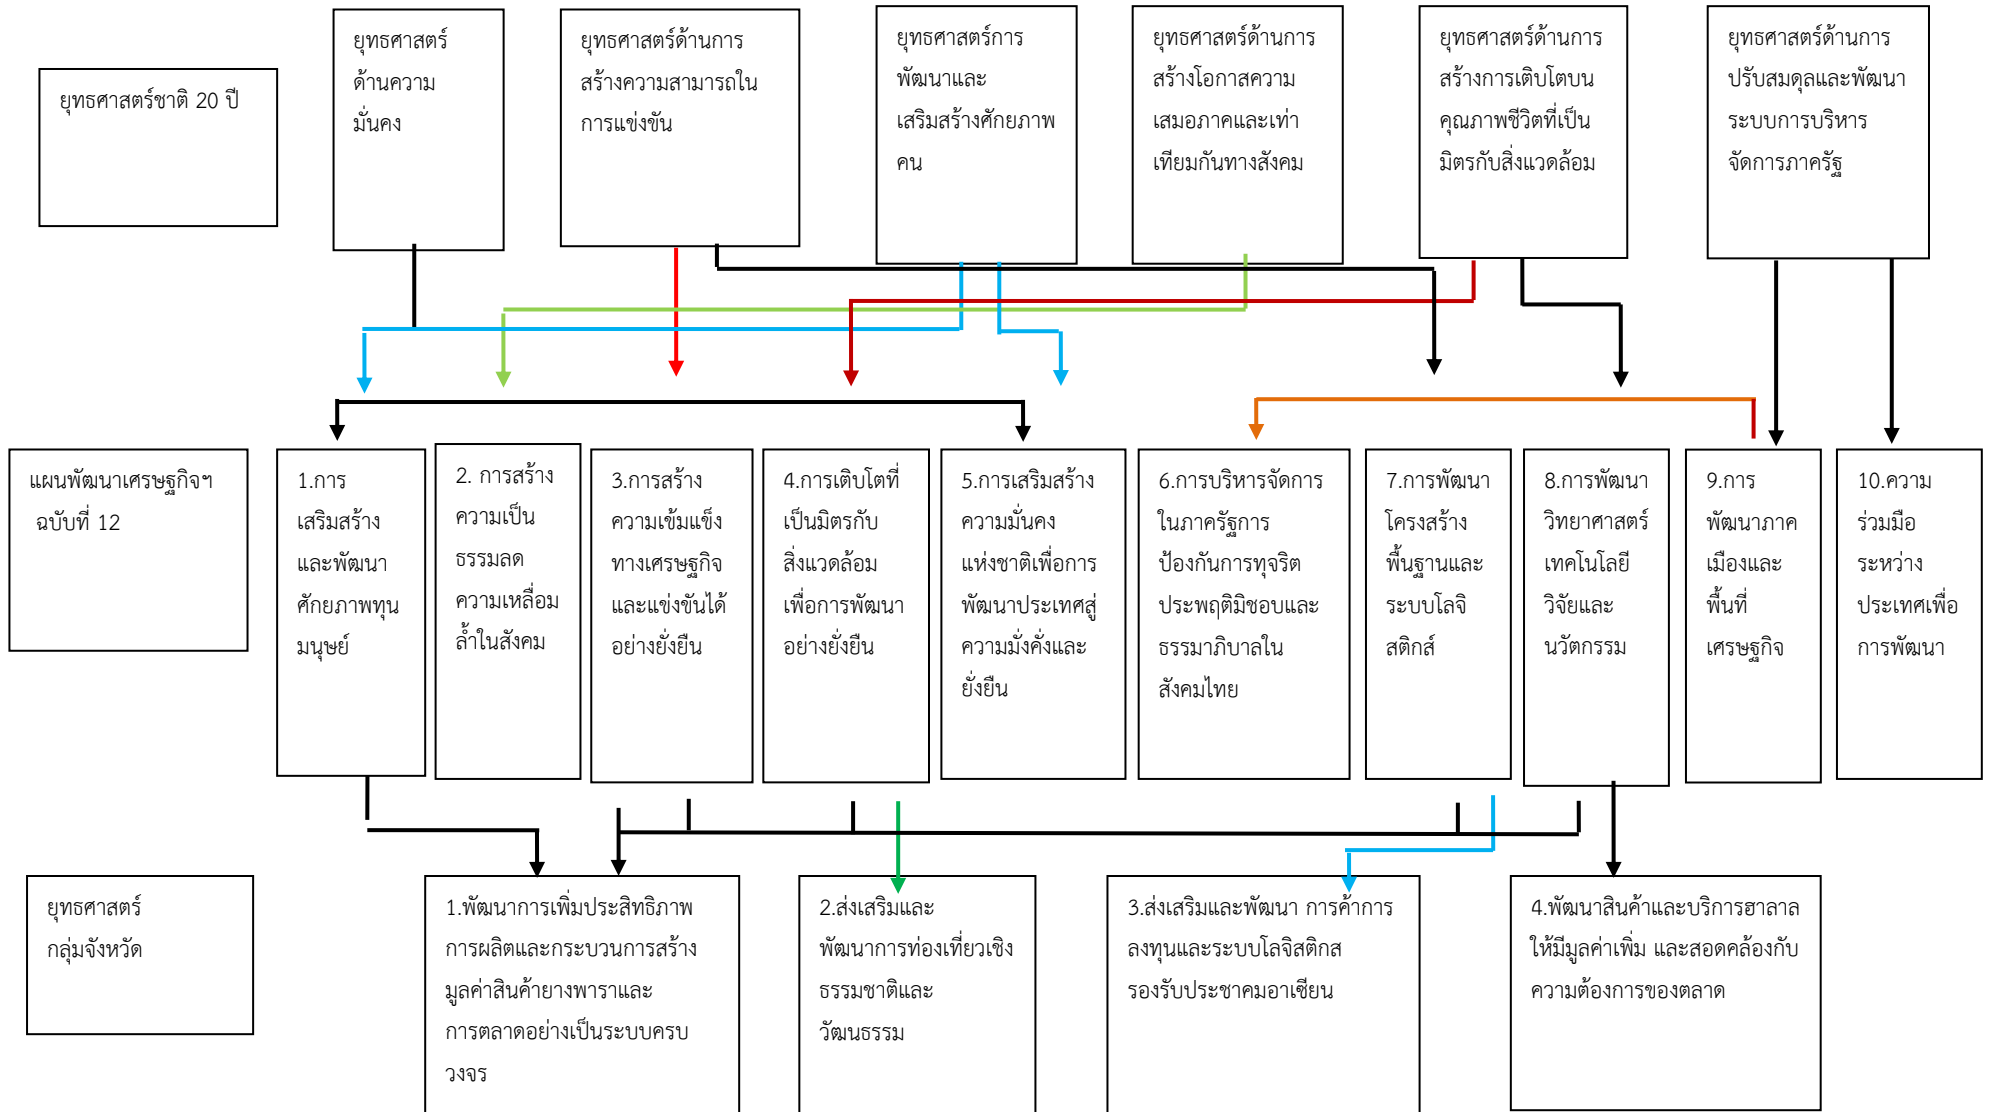 ยุทธศาสตร์ชาติ 20 ปี
ยุทธศาสตร์
ด้านความ
มั่นคง
ยุทธศาสตร์ด้านการ
สร้างความสามารถใน
การแข่งขัน
ยุทธศาสตร์การ
พัฒนาและ
เสริมสร้างศักยภาพ
คน
ยุทธศาสตร์ด้านการ
สร้างโอกาสความ
เสมอภาคและเท่า
เทียมกันทางสังคม
ยุทธศาสตร์ด้านการ
สร้างการเติบโตบน
คุณภาพชีวิตที่เป็น
มิตรกับสิ่งแวดล้อม
ยุทธศาสตร์ด้านการ
ปรับสมดุลและพัฒนา
ระบบการบริหาร
จัดการภาครัฐ
แผนพัฒนาเศรษฐกิจฯ
ฉบับที่ 12
1.การ
เสริมสร้าง
และพัฒนา
ศักยภาพทุน
มนุษย์
2. การสร้าง
ความเป็น
ธรรมลด
ความเหลื่อม
ล้ำในสังคม
3.การสร้าง
ความเข้มแข็ง
ทางเศรษฐกิจ
และแข่งขันได้
อย่างยั่งยืน
4.การเติบโตที่
เป็นมิตรกับ
สิ่งแวดล้อม
เพื่อการพัฒนา
อย่างยั่งยืน
5.การเสริมสร้าง
ความมั่นคง
แห่งชาติเพื่อการ
พัฒนาประเทศสู่
ความมั่งคั่งและ
ยั่งยืน
6.การบริหารจัดการ
ในภาครัฐการ
ป้องกันการทุจริต
ประพฤติมิชอบและ
ธรรมาภิบาลใน
สังคมไทย
7.การพัฒนา
โครงสร้าง
พื้นฐานและ
ระบบโลจิ
สติกส์
8.การพัฒนา
วิทยาศาสตร์
เทคโนโลยี
วิจัยและ
นวัตกรรม
9.การ
พัฒนาภาค
เมืองและ
พื้นที่
เศรษฐกิจ
10.ความ
ร่วมมือ
ระหว่าง
ประเทศเพื่อ
การพัฒนา
ยุทธศาสตร์
กลุ่มจังหวัด
1.พัฒนาการเพิ่มประสิทธิภาพ
การผลิตและกระบวนการสร้าง
มูลค่าสินค้ายางพาราและ
การตลาดอย่างเป็นระบบครบ
วงจร
2.ส่งเสริมและ
พัฒนาการท่องเที่ยวเชิง
ธรรมชาติและ
วัฒนธรรม
3.ส่งเสริมและพัฒนา การค้าการ
ลงทุนและระบบโลจิสติกส
รองรับประชาคมอาเซียน
4.พัฒนาสินค้าและบริการฮาลาล
ให้มีมูลค่าเพิ่ม และสอดคล้องกับ
ความต้องการของตลาด